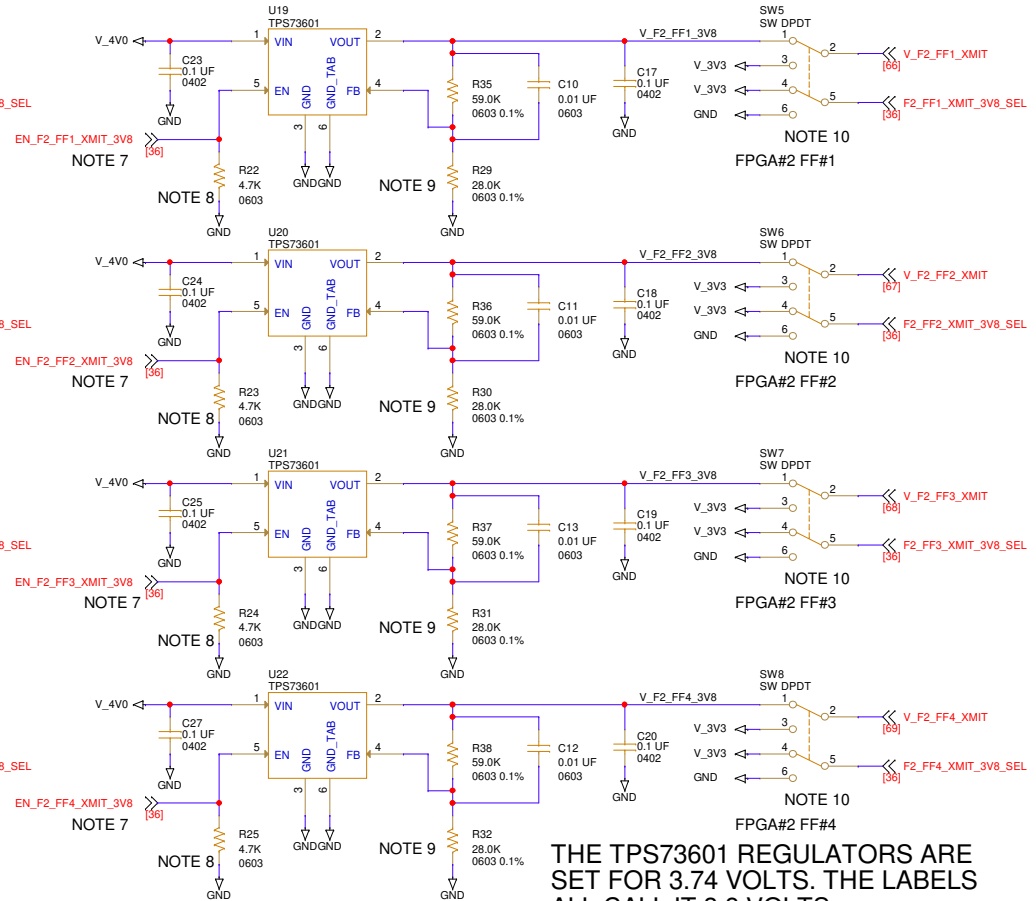 U19
TPS73601
V_4V0
1
VIN
VOUT
2
C23
0.1 UF
0402
GND
5
EN
GND
GND_TAB
FB
4
3
6
GND GND
EN_F2_FF1_XMIT_3V8
[36]
NOTE 7
R22
4.7K
0603
NOTE 8
GND
R35
59.0K
0603 0.1%
C10
0.01 UF
0603
R29
28.0K
0603 0.1%
NOTE 9
GND
C17
0.1 UF
0402
GND
V_F2_FF1_3V8
SW5
SW DPDT
1
2
V_F2_FF1_XMIT
[66]
V_3V3
3
V_3V3
4
5
F2_FF1_XMIT_3V8_SEL
[36]
GND
6
NOTE 10
FPGA#2 FF#1
8_SEL
U20
TPS73601
V_4V0
1
VIN
VOUT
2
C24
0.1 UF
0402
GND
5
EN
GND
GND_TAB
FB
4
3
6
GND GND
EN_F2_FF2_XMIT_3V8
[36]
NOTE 7
R23
4.7K
0603
NOTE 8
GND
R36
59.0K
0603 0.1%
C11
0.01 UF
0603
R30
28.0K
0603 0.1%
NOTE 9
GND
C18
0.1 UF
0402
GND
V_F2_FF2_3V8
SW6
SW DPDT
1
2
V_F2_FF2_XMIT
[67]
V_3V3
3
V_3V3
4
5
F2_FF2_XMIT_3V8_SEL
[36]
GND
6
NOTE 10
FPGA#2 FF#2
8_SEL
U21
TPS73601
V_4V0
1
VIN
VOUT
2
C25
0.1 UF
0402
GND
5
EN
GND
GND_TAB
FB
4
3
6
GND GND
EN_F2_FF3_XMIT_3V8
[36]
NOTE 7
R24
4.7K
0603
NOTE 8
GND
R37
59.0K
0603 0.1%
C13
0.01 UF
0603
R31
28.0K
0603 0.1%
NOTE 9
GND
C19
0.1 UF
0402
GND
V_F2_FF3_3V8
SW7
SW DPDT
1
2
V_F2_FF3_XMIT
[68]
V_3V3
3
V_3V3
4
5
F2_FF3_XMIT_3V8_SEL
[36]
GND
6
NOTE 10
FPGA#2 FF#3
8_SEL
U22
TPS73601
V_4V0
1
VIN
VOUT
2
C27
0.1 UF
0402
GND
5
EN
GND
GND_TAB
FB
4
3
6
GND GND
EN_F2_FF4_XMIT_3V8
[36]
NOTE 7
R25
4.7K
0603
NOTE 8
GND
R38
59.0K
0603 0.1%
C12
0.01 UF
0603
R32
28.0K
0603 0.1%
NOTE 9
GND
C20
0.1 UF
0402
GND
V_F2_FF4_3V8
SW8
SW DPDT
1
2
V_F2_FF4_XMIT
[69]
V_3V3
3
V_3V3
4
5
F2_FF4_XMIT_3V8_SEL
[36]
GND
6
NOTE 10
FPGA#2 FF#4
8_SEL
THE TPS73601 REGULATORS ARE
SET FOR 3.74 VOLTS. THE LABELS